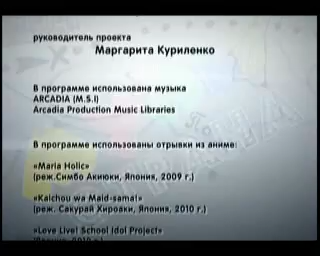 руководитель проекта
Маргарита Куриленко
В программе использована музыка
ARCADIA (M.S.I)
Arcadia Production Music Libraries
В программе использованы отрывки из аниме:
«Maria Holic»
(реж.Симбо Акиюки, Япония, 2009 г.)
«Kaichou wa Maid-sama!»
(реж. Сакурай Хироаки, Япония, 2010 г.)
«Love Live! School Idol Project»